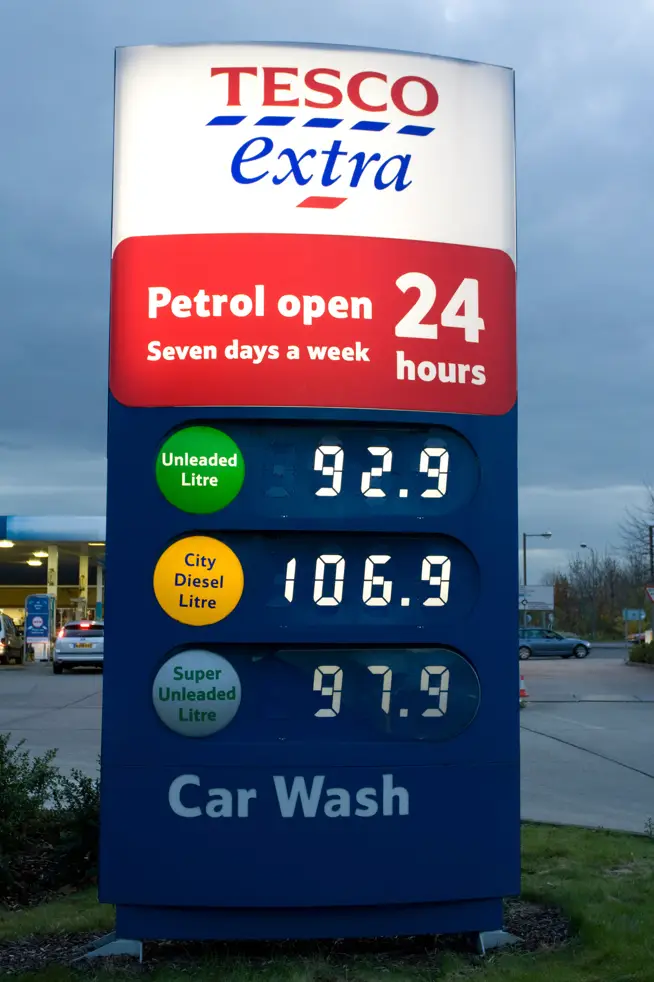 TESCO
extra
Petrol open 24
Seven days a week hours
Unleaded
Litre
92.9
City
Diesel
Litre
106.9
Super
Unleaded
Litre
97.9
Car Wash